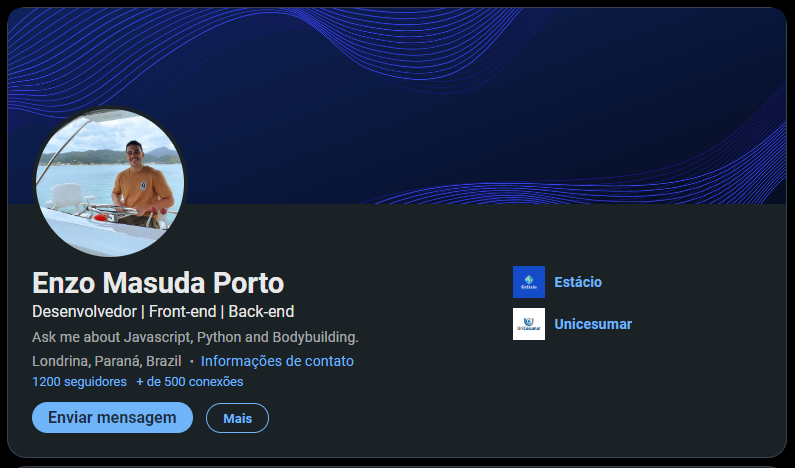 Enzo Masuda Porto
Desenvolvedor | Front-end | Back-end
Ask me about Javascript, Python and Bodybuilding.
Londrina, Paraná, Brazil • Informações de contato
1200 seguidores + de 500 conexões
Enviar mensagem
Mais
Estácio
Estácio
UniCesumar
Unicesumar